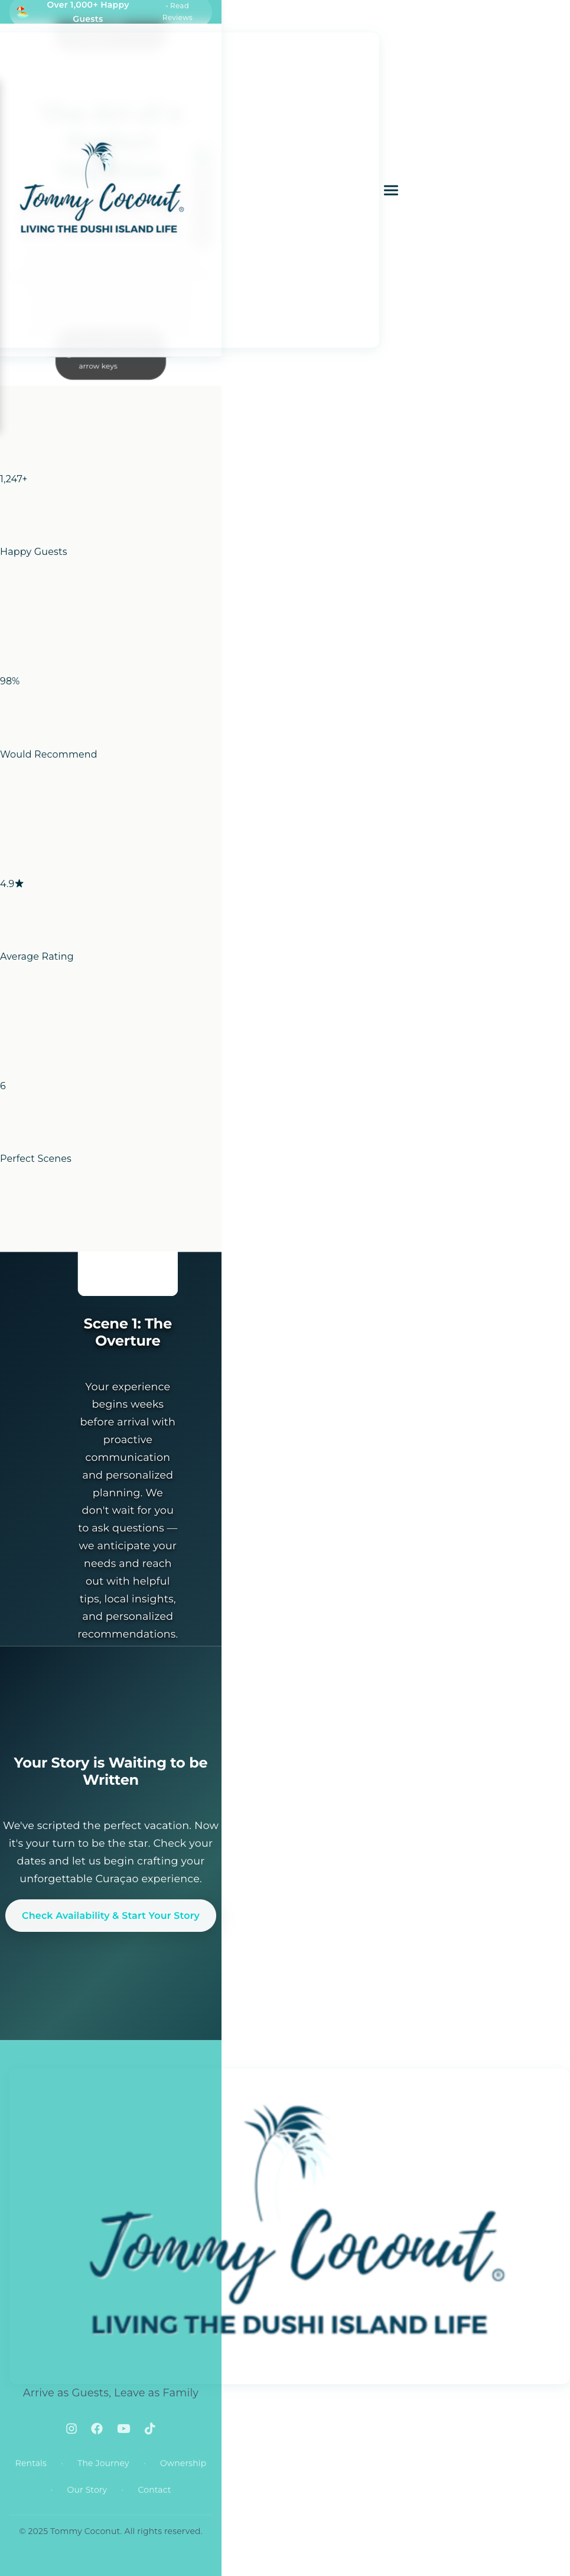 Over 1,000+ Happy
Guests
• Read
Reviews
Tommy Coconut®
LIVING THE DUSHI ISLAND LIFE
arrow keys
1,247+
Happy Guests
98%
Would Recommend
4.9★
Average Rating
6
Perfect Scenes
Scene 1: The
Overture
Your experience
begins weeks
before arrival with
proactive
communication
and personalized
planning. We
don't wait for you
to ask questions —
we anticipate your
needs and reach
out with helpful
tips, local insights,
and personalized
recommendations.
Your Story is Waiting to be
Written
We've scripted the perfect vacation. Now
it's your turn to be the star. Check your
dates and let us begin crafting your
unforgettable Curaçao experience.
Check Availability & Start Your Story
Tommy Coconut®
LIVING THE DUSHI ISLAND LIFE
Arrive as Guests, Leave as Family
Rentals · The Journey · Ownership
· Our Story · Contact
© 2025 Tommy Coconut. All rights reserved.